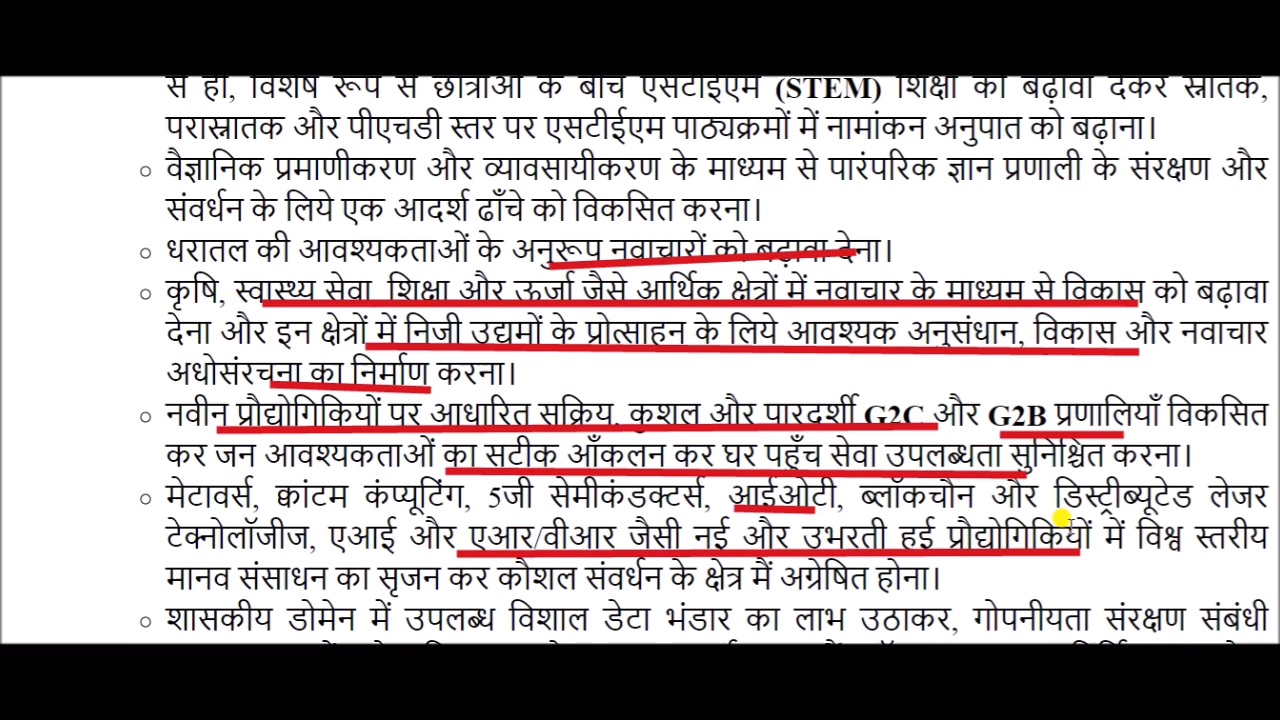 से ही, विशेष रूप से छात्राओं के बीच एसटीईएम (STEM) शिक्षा को बढ़ावा देकर स्नातक,
परास्नातक और पीएचडी स्तर पर एसटीईएम पाठ्यक्रमों में नामांकन अनुपात को बढ़ाना।
○ वैज्ञानिक प्रमाणीकरण और व्यावसायीकरण के माध्यम से पारंपरिक ज्ञान प्रणाली के संरक्षण और
संवर्धन के लिये एक आदर्श ढाँचे को विकसित करना।
○ धरातल की आवश्यकताओं के अनुरूप नवाचारों को बढ़ावा देना।
○ कृषि, स्वास्थ्य सेवा, शिक्षा और ऊर्जा जैसे आर्थिक क्षेत्रों में नवाचार के माध्यम से विकास को बढ़ावा
देना और इन क्षेत्रों में निजी उद्यमों के प्रोत्साहन के लिये आवश्यक अनुसंधान, विकास और नवाचार
अधोसंरचना का निर्माण करना।
○ नवीन प्रौद्योगिकियों पर आधारित सक्रिय, कुशल और पारदर्शी G2C और G2B प्रणालियाँ विकसित
कर जन आवश्यकताओं का सटीक आँकलन कर घर पहुँच सेवा उपलब्धता सुनिश्चित करना।
○ मेटावर्स, क्वांटम कंप्यूटिंग, 5जी सेमीकंडक्टर्स, आईओटी, ब्लॉकचौन और डिस्ट्रीब्यूटेड लेजर
टेक्नोलॉजीज, एआई और एआर/वीआर जैसी नई और उभरती हुई प्रौद्योगिकियों में विश्व स्तरीय
मानव संसाधन का सृजन कर कौशल संवर्धन के क्षेत्र मैं अग्रेषित होना।
○ शासकीय डोमेन में उपलब्ध विशाल डेटा भंडार का लाभ उठाकर, गोपनीयता संरक्षण संबंधी